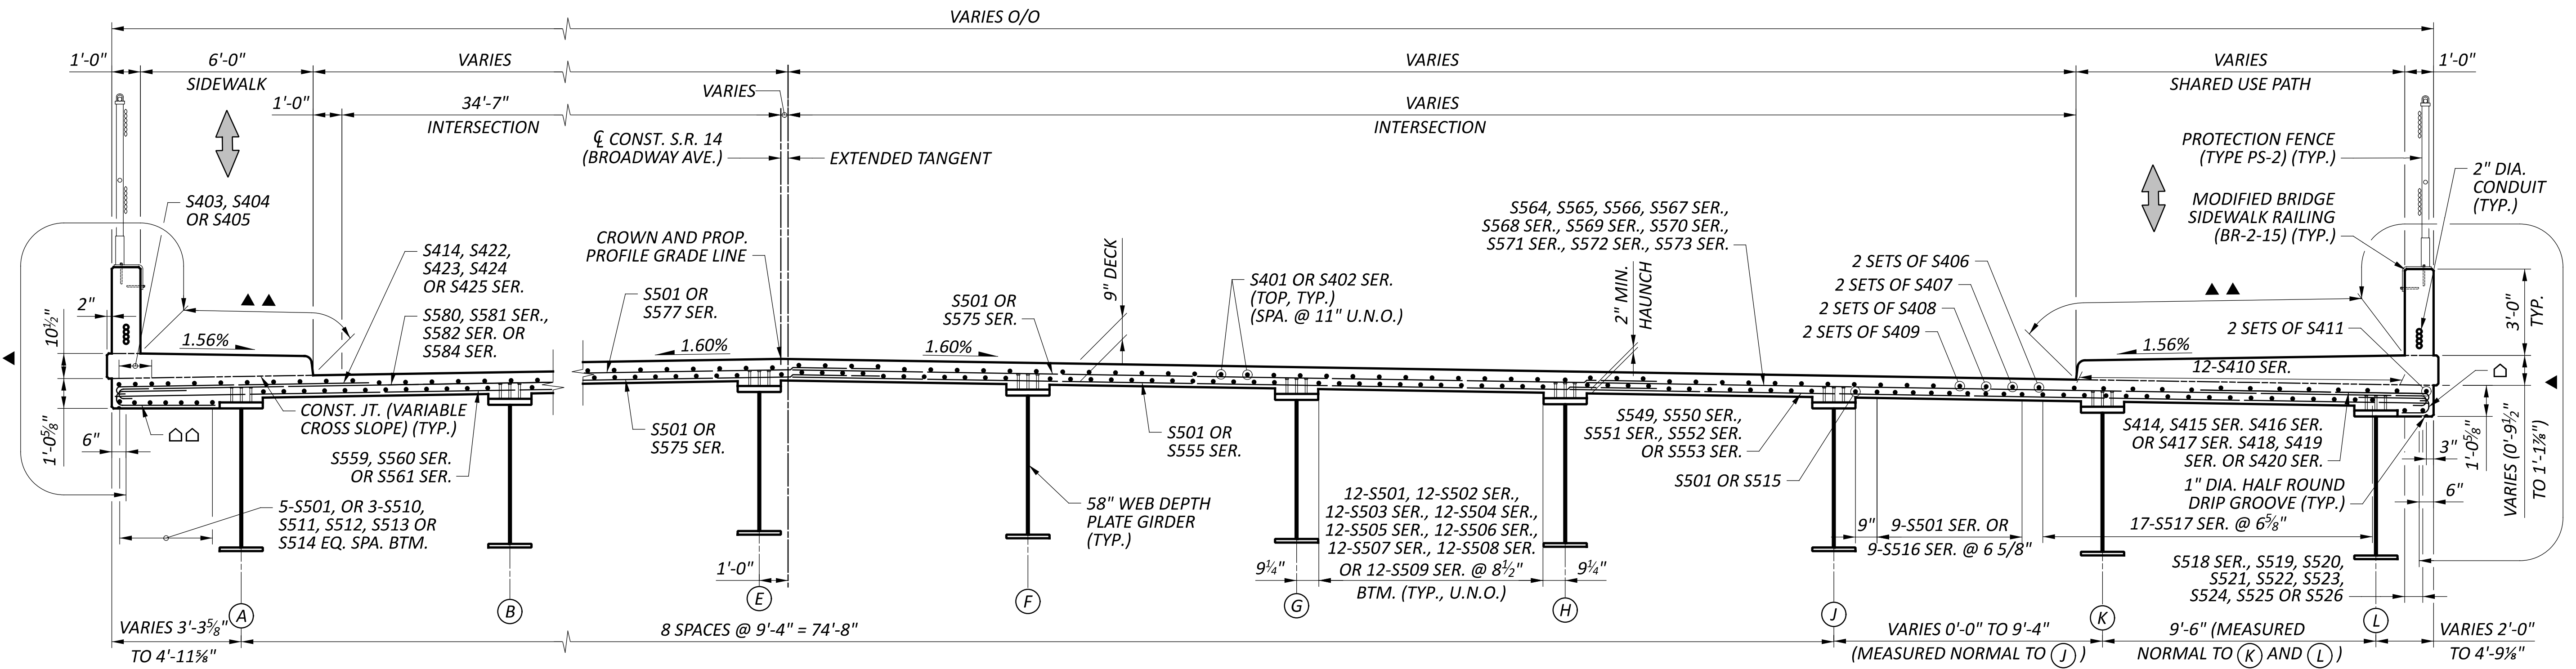 VARIES O/O
1'-0"
6'-0"
SIDEWALK
VARIES
VARIES
VARIES
SHARED USE PATH
1'-0"
VARIES
1'-0"
34'-7"
INTERSECTION
VARIES
INTERSECTION
℄ CONST. S.R. 14
(BROADWAY AVE.)
EXTENDED TANGENT
PROTECTION FENCE
(TYPE PS-2) (TYP.)
2" DIA.
CONDUIT
(TYP.)
MODIFIED BRIDGE
SIDEWALK RAILING
(BR-2-15) (TYP.)
S403, S404
OR S405
S414, S422,
S423, S424
OR S425 SER.
S580, S581 SER.,
S582 SER. OR
S584 SER.
CROWN AND PROP.
PROFILE GRADE LINE
S501 OR
S577 SER.
S501 OR
S575 SER.
9" DECK
S401 OR S402 SER.
(TOP, TYP.)
(SPA. @ 11" U.N.O.)
S564, S565, S566, S567 SER.,
S568 SER., S569 SER., S570 SER.,
S571 SER., S572 SER., S573 SER.
2" MIN.
HAUNCH
2 SETS OF S406
2 SETS OF S407
2 SETS OF S408
2 SETS OF S409
2 SETS OF S411
3'-0"
TYP.
2"
10½"
1.56%
1.60%
1.60%
1.56%
12-S410 SER.
1'-0⅝"
6"
CONST. JT. (VARIABLE
CROSS SLOPE) (TYP.)
S559, S560 SER.
OR S561 SER.
5-S501, OR 3-S510,
S511, S512, S513 OR
S514 EQ. SPA. BTM.
S501 OR
S575 SER.
58" WEB DEPTH
PLATE GIRDER
(TYP.)
S501 OR
S555 SER.
S549, S550 SER.,
S551 SER., S552 SER.
OR S553 SER.
S501 OR S515
12-S501, 12-S502 SER.,
12-S503 SER., 12-S504 SER.,
12-S505 SER., 12-S506 SER.,
12-S507 SER., 12-S508 SER.
OR 12-S509 SER. @ 8½"
BTM. (TYP., U.N.O.)
9¼"
9¼"
1'-0"
9"
9-S501 SER. OR
9-S516 SER. @ 6 5/8"
S414, S415 SER. S416 SER.
OR S417 SER. S418, S419
SER. OR S420 SER.
1" DIA. HALF ROUND
DRIP GROOVE (TYP.)
17-S517 SER. @ 6⅝"
3"
6"
1'-0⅝"
VARIES (0'-9½"
TO 1'-1⅞")
S518 SER., S519, S520,
S521, S522, S523,
S524, S525 OR S526
A
B
E
F
G
H
J
K
L
VARIES 3'-3⅝"
TO 4'-11⅝"
8 SPACES @ 9'-4" = 74'-8"
VARIES 0'-0" TO 9'-4"
(MEASURED NORMAL TO J )
9'-6" (MEASURED
NORMAL TO K AND L )
VARIES 2'-0"
TO 4'-9⅛"